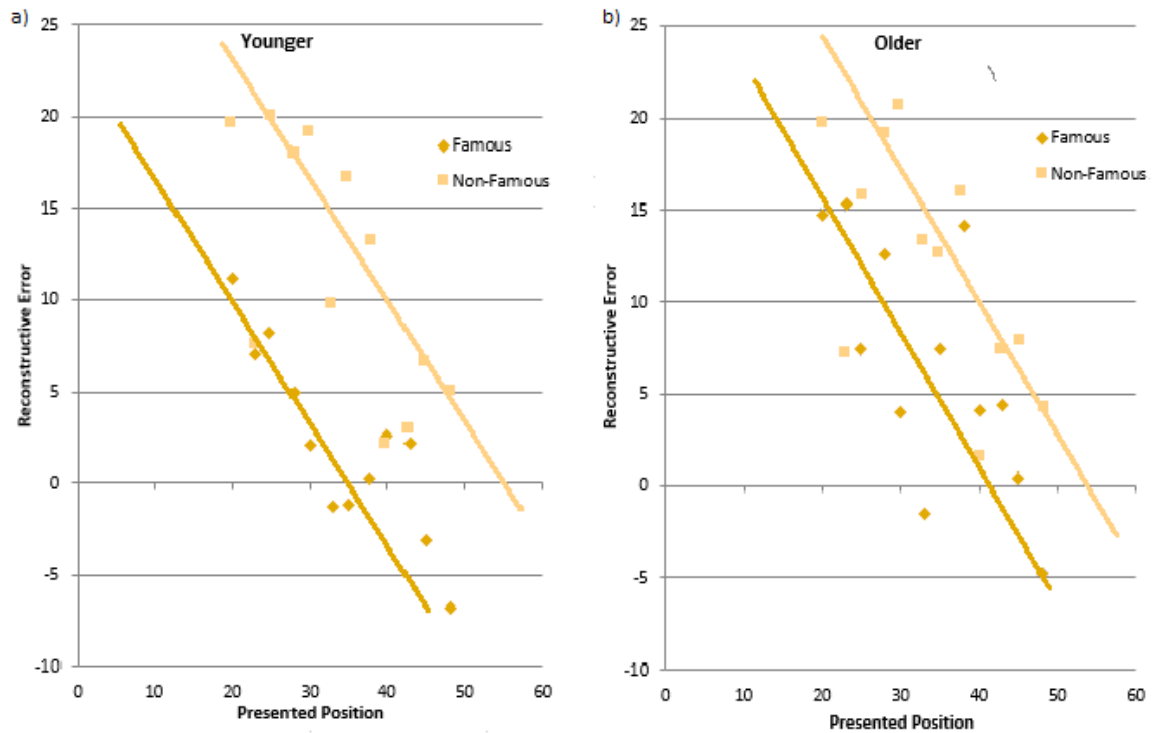 a)
Younger
25
20
15
10
5
0
-5
-10
Reconstructive Error
Famous
Non-Famous
0 10 20 30 40 50 60
Presented Position
b)
Older
25
20
15
10
5
0
-5
-10
Reconstructive Error
Famous
Non-Famous
0 10 20 30 40 50 60
Presented Position